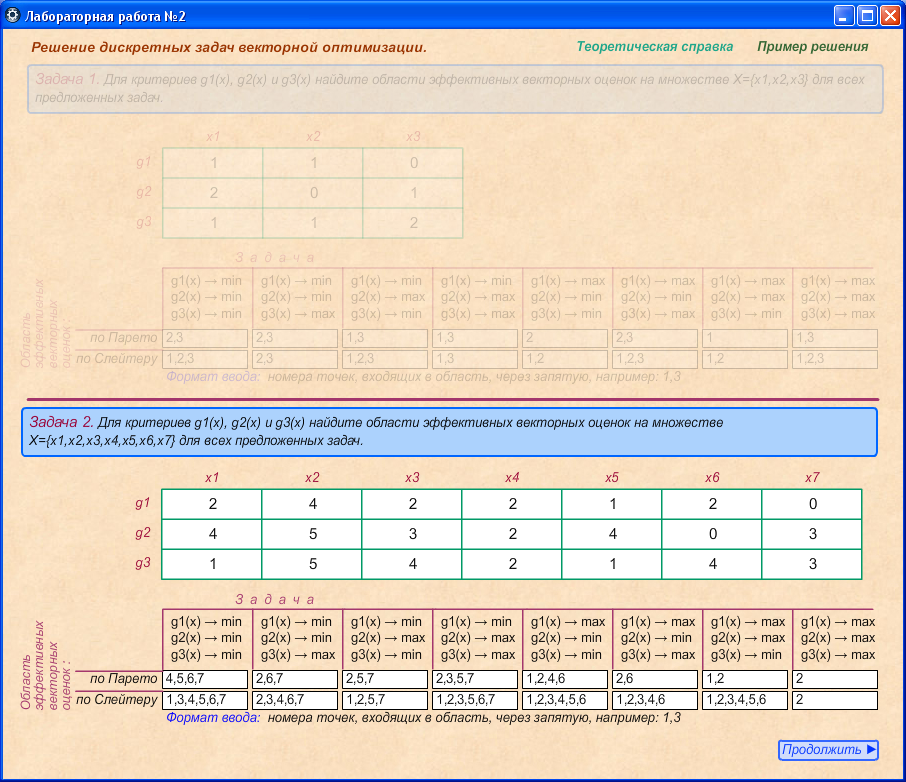 Лабораторная работа №2
Решение дискретных задач векторной оптимизации. Теоретическая справка Пример решения
Задача 1. Для критериев g1(x), g2(x) и g3(x) найдите области эффективных векторных оценок на множестве X={x1,x2,x3} для всех
предложенных задач.
x1 x2 x3
g1 1 1 0
g2 2 0 1
g3 1 1 2
Задача
g1(x) → min g1(x) → min g1(x) → min g1(x) → min g1(x) → max g1(x) → max g1(x) → min g1(x) → max
g2(x) → min g2(x) → min g2(x) → max g2(x) → max g2(x) → min g2(x) → min g2(x) → max g2(x) → max
g3(x) → min g3(x) → max g3(x) → min g3(x) → max g3(x) → min g3(x) → max g3(x) → min g3(x) → max
Область
эффективных
векторных
оценок :
по Парето 2,3 2,3 1,3 1,3 2 2,3 1 1,3
по Слейтеру 1,2,3 2,3 1,2,3 1,3 1,2 1,2,3 1,2 1,2,3
Формат ввода: номера точек, входящих в область, через запятую, например: 1,3
Задача 2. Для критериев g1(x), g2(x) и g3(x) найдите области эффективных векторных оценок на множестве
X={x1,x2,x3,x4,x5,x6,x7} для всех предложенных задач.
x1 x2 x3 x4 x5 x6 x7
g1 2 4 2 2 1 2 0
g2 4 5 3 2 4 0 3
g3 1 5 4 2 1 4 3
Задача
g1(x) → min g1(x) → min g1(x) → min g1(x) → min g1(x) → max g1(x) → max g1(x) → max g1(x) → max
g2(x) → min g2(x) → min g2(x) → max g2(x) → max g2(x) → min g2(x) → min g2(x) → max g2(x) → max
g3(x) → min g3(x) → max g3(x) → min g3(x) → max g3(x) → min g3(x) → max g3(x) → min g3(x) → max
Область
эффективных
векторных
оценок :
по Парето 4,5,6,7 2,6,7 2,5,7 2,3,5,7 1,2,4,6 2,6 1,2 2
по Слейтеру 1,3,4,5,6,7 2,3,4,6,7 1,2,5,7 1,2,3,5,6,7 1,2,3,4,5,6 1,2,3,4,6 1,2,3,4,5,6 2
Формат ввода: номера точек, входящих в область, через запятую, например: 1,3
Продолжить